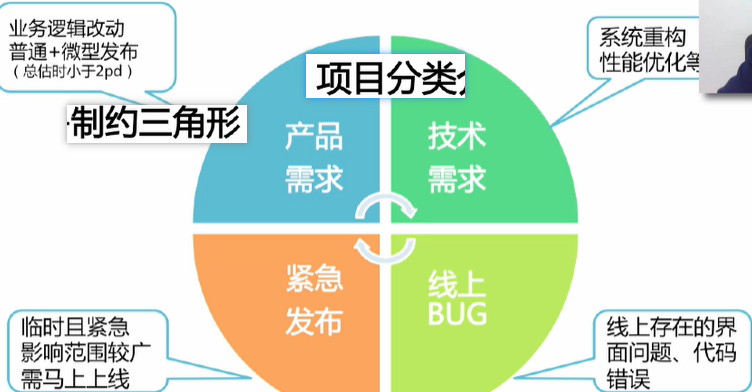 业务逻辑改动
普通+微型发布
（总估时小于2pd）
系统重构
性能优化等
项目分类
制约三角形
产品
需求
技术
需求
紧急
发布
线上
BUG
临时且紧急
影响范围较广
需马上上线
线上存在的界
面问题、代码
错误